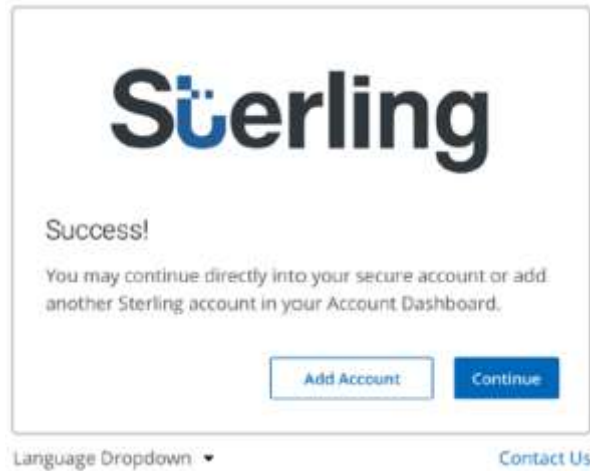 Sterling
Success!
You may continue directly into your secure account or add
another Sterling account in your Account Dashboard.
Add Account Continue
Language Dropdown Contact Us